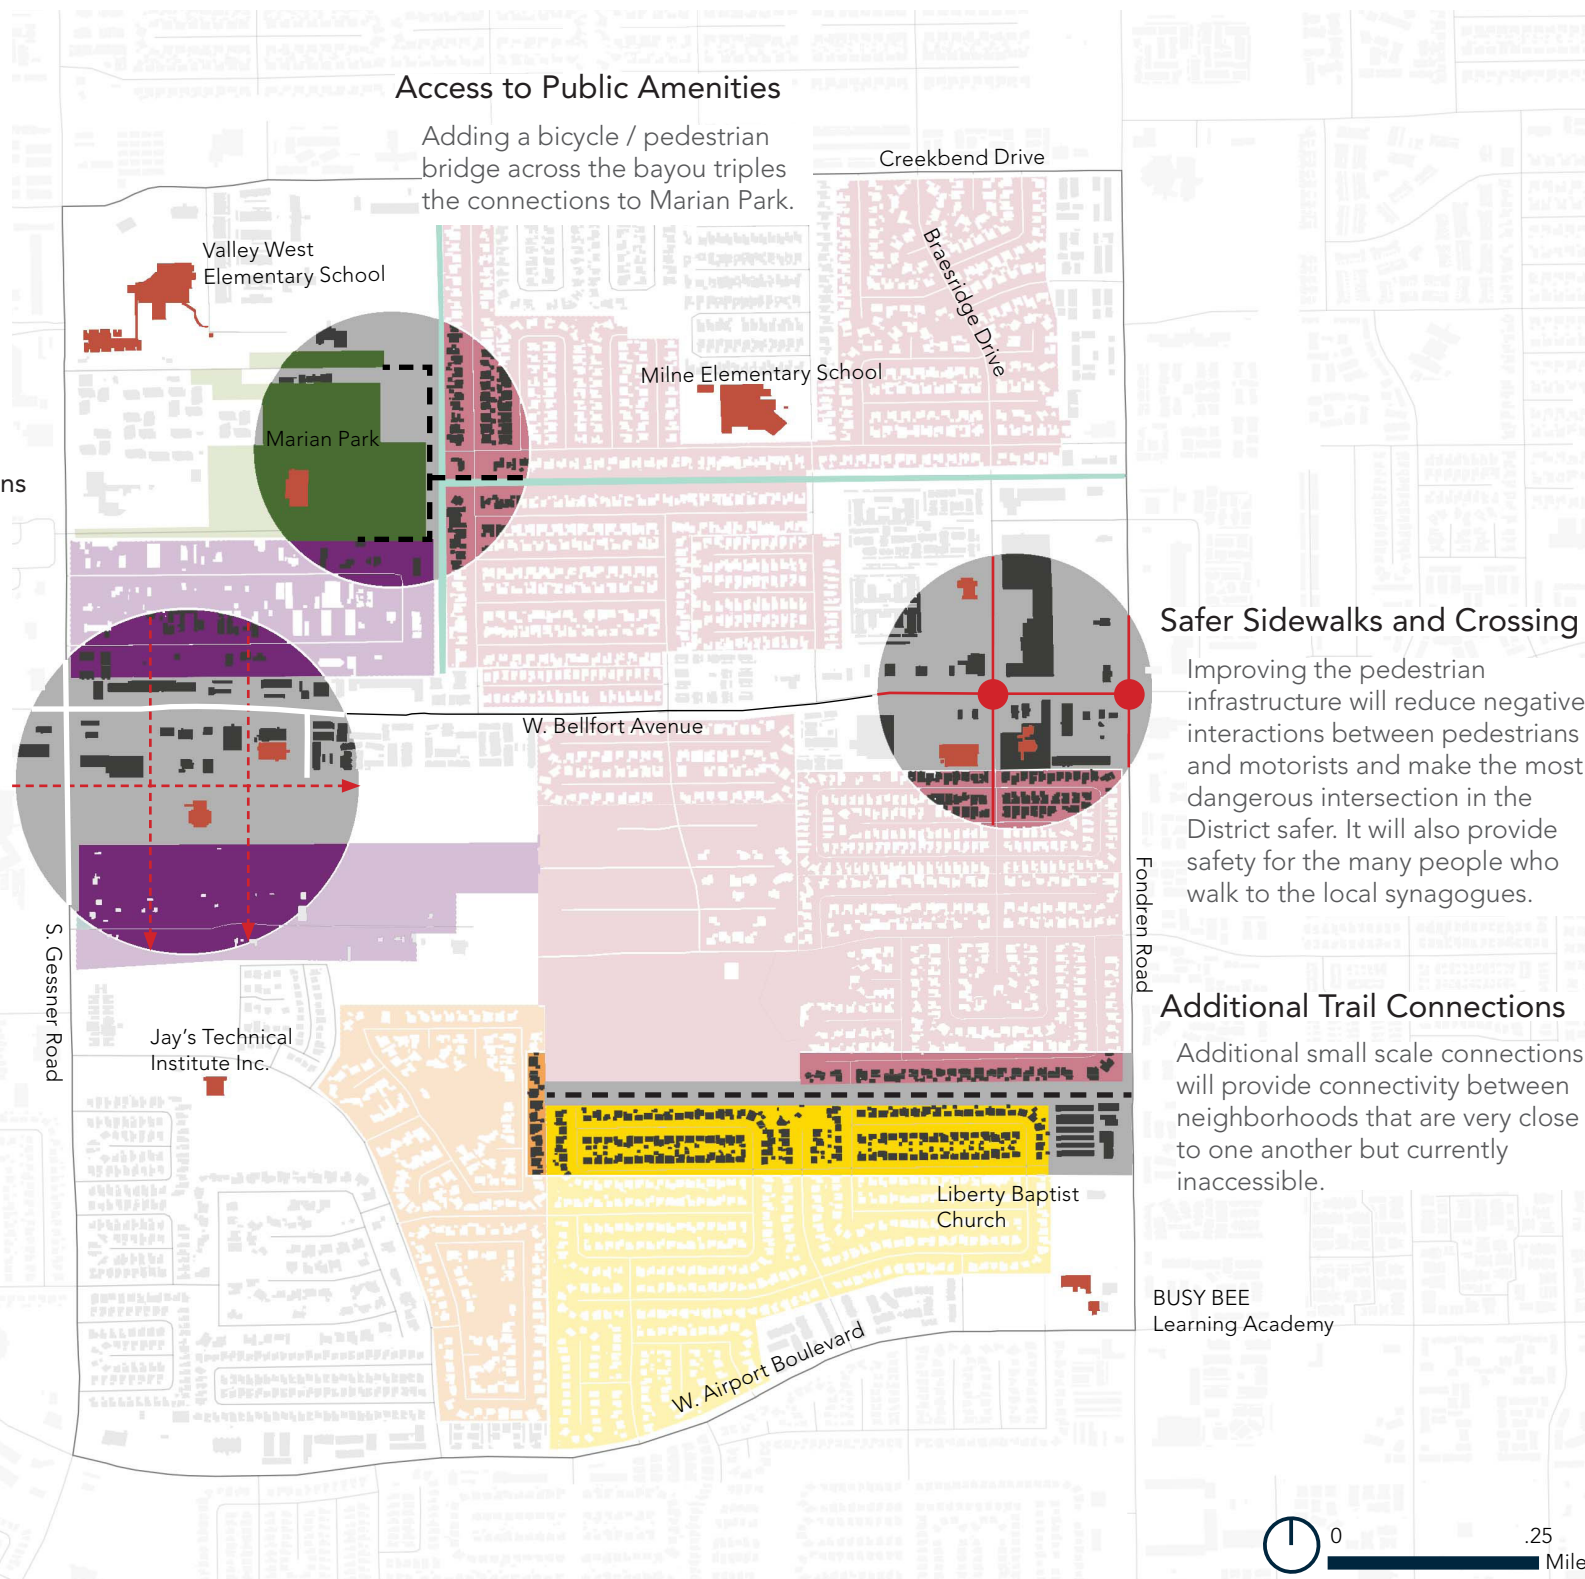 Access to Public Amenities
Adding a bicycle / pedestrian
bridge across the bayou triples
the connections to Marian Park.
Creekbend Drive
Valley West
Elementary School
Braesridge Drive
Milne Elementary School
Marian Park
ns
Safer Sidewalks and Crossing
Improving the pedestrian
infrastructure will reduce negative
interactions between pedestrians
and motorists and make the most
dangerous intersection in the
District safer. It will also provide
safety for the many people who
walk to the local synagogues.
W. Bellfort Avenue
Fondren Road
S. Gessner Road
Additional Trail Connections
Additional small scale connections
will provide connectivity between
neighborhoods that are very close
to one another but currently
inaccessible.
Jay's Technical
Institute Inc.
Liberty Baptist
Church
BUSY BEE
Learning Academy
W. Airport Boulevard
0 .25
Mile